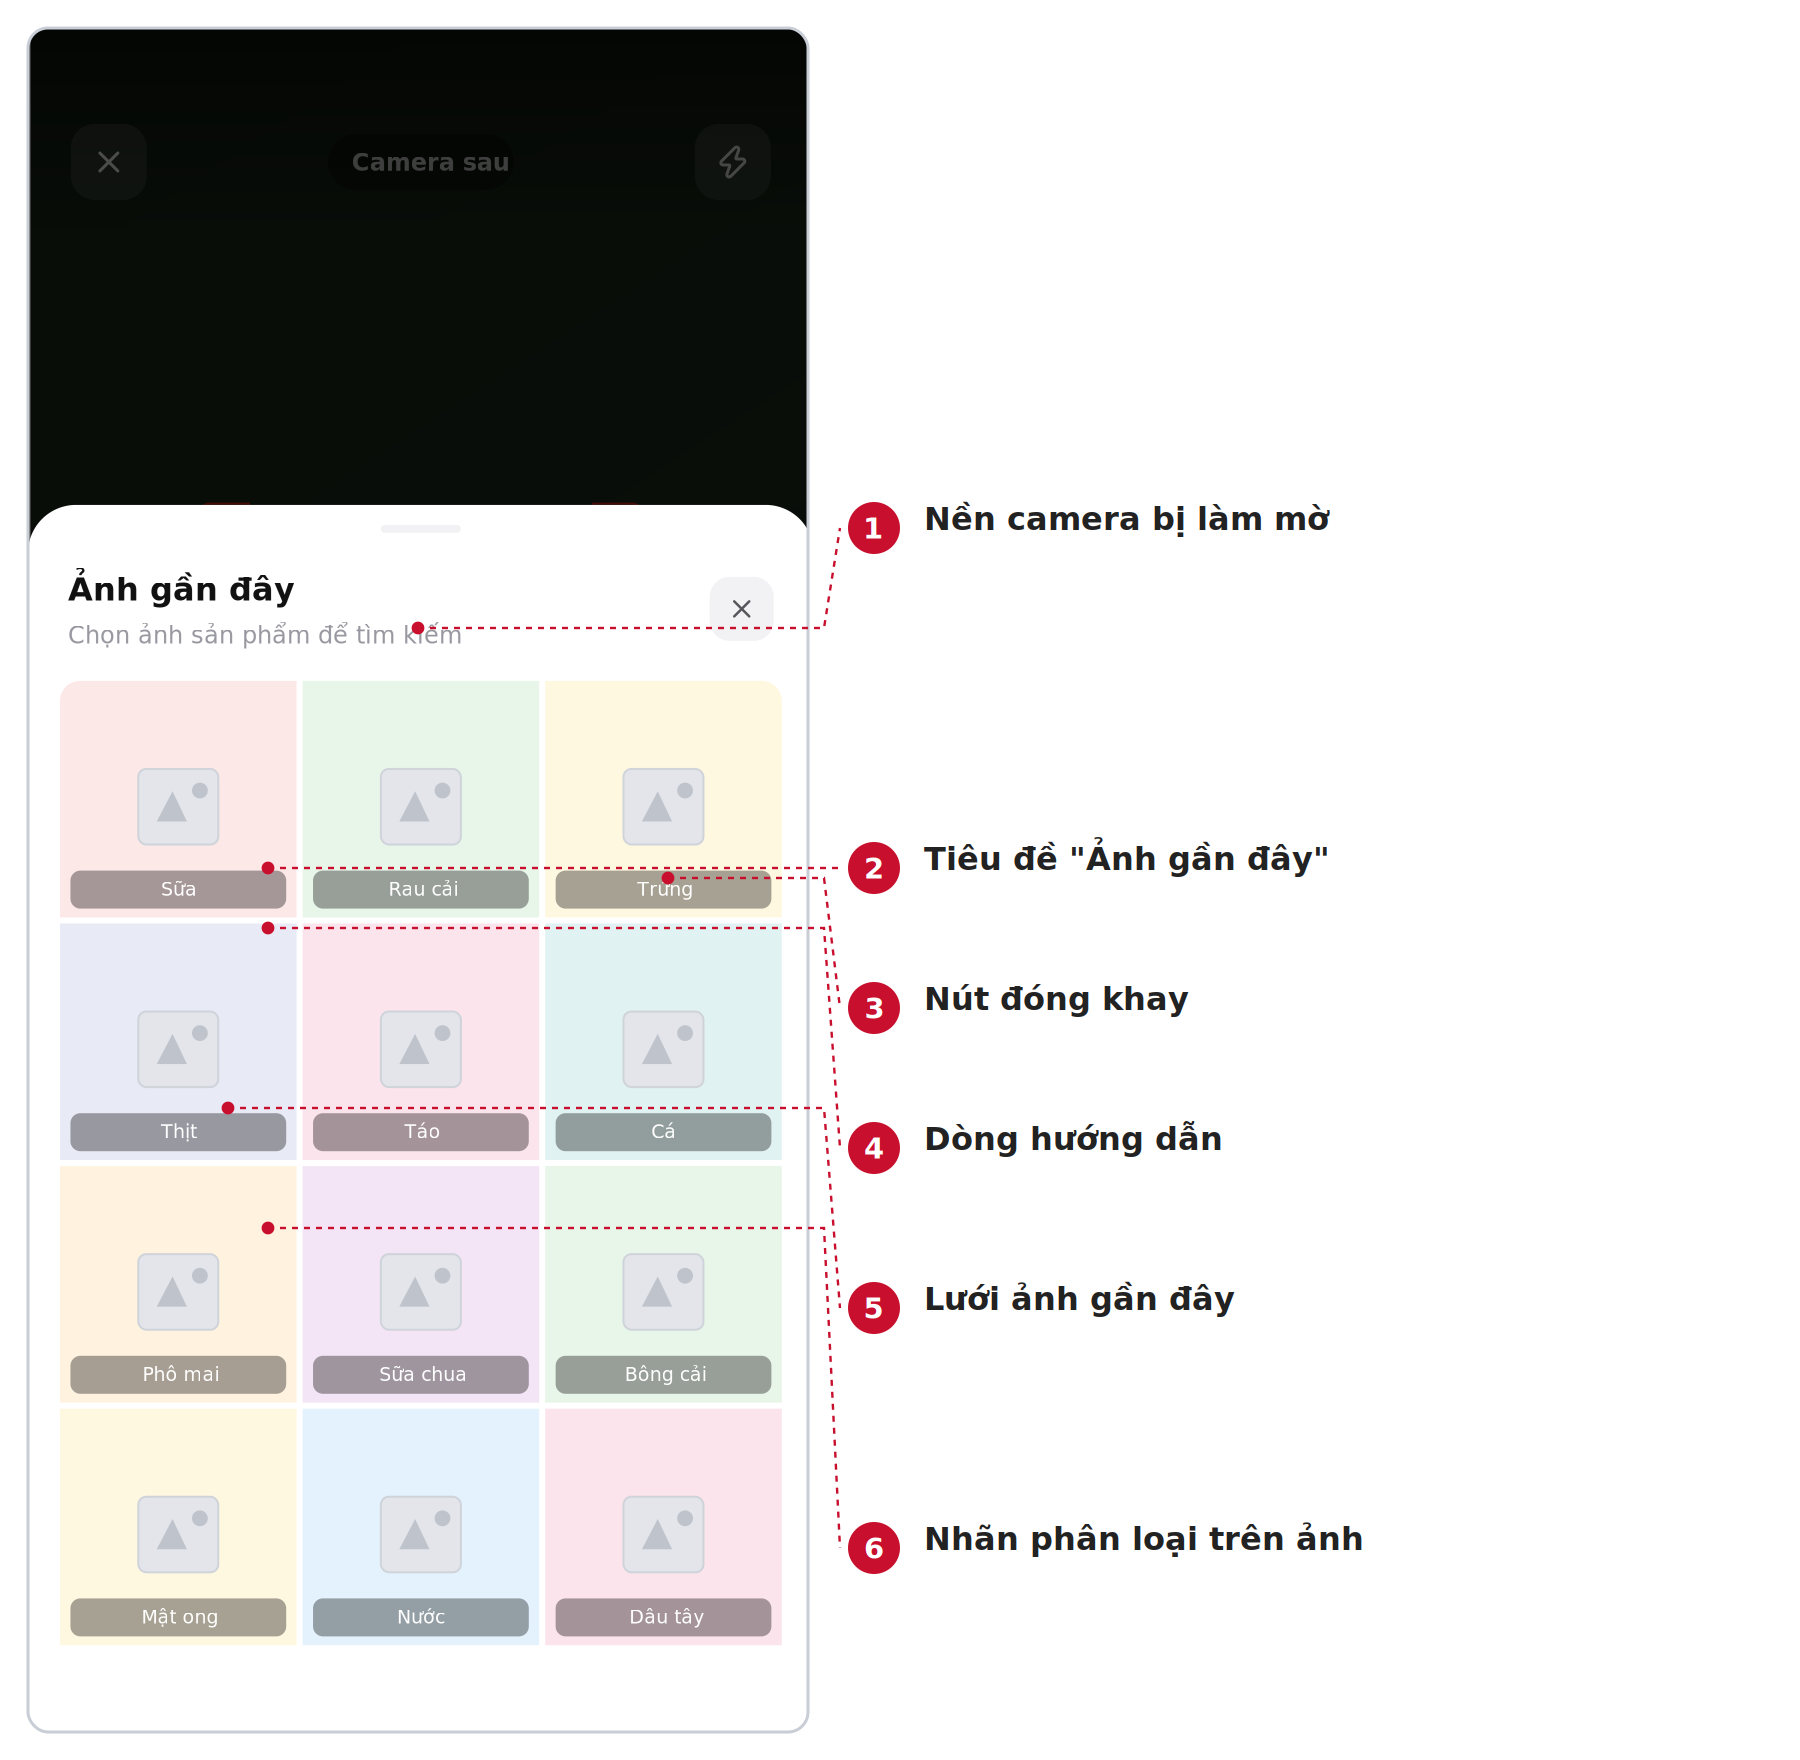 Camera sau
Ảnh gần đây
Chọn ảnh sản phẩm để tìm kiếm
Sữa
Rau cải
Trứng
Thịt
Táo
Cá
Phô mai
Sữa chua
Bông cải
Mật ong
Nước
Dâu tây
1 Nền camera bị làm mờ
2 Tiêu đề "Ảnh gần đây"
3 Nút đóng khay
4 Dòng hướng dẫn
5 Lưới ảnh gần đây
6 Nhãn phân loại trên ảnh